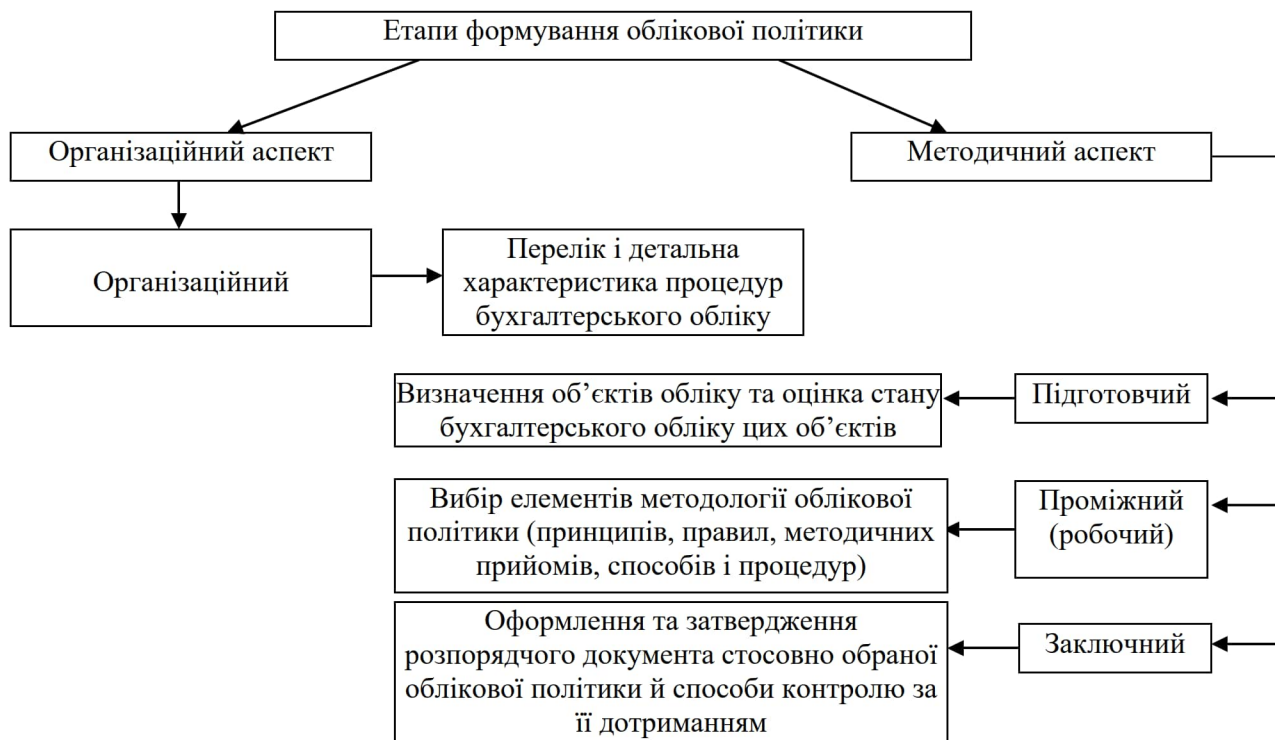 Етапи формування облікової політики
Організаційний аспект
Методичний аспект
Організаційний
Перелік і детальна
характеристика процедур
бухгалтерського обліку
Визначення об’єктів обліку та оцінка стану
бухгалтерського обліку цих об’єктів
Підготовчий
Вибір елементів методології облікової
політики (принципів, правил, методичних
прийомів, способів і процедур)
Проміжний
(робочий)
Оформлення та затвердження
розпорядчого документа стосовно обраної
облікової політики й способи контролю за
її дотриманням
Заключний